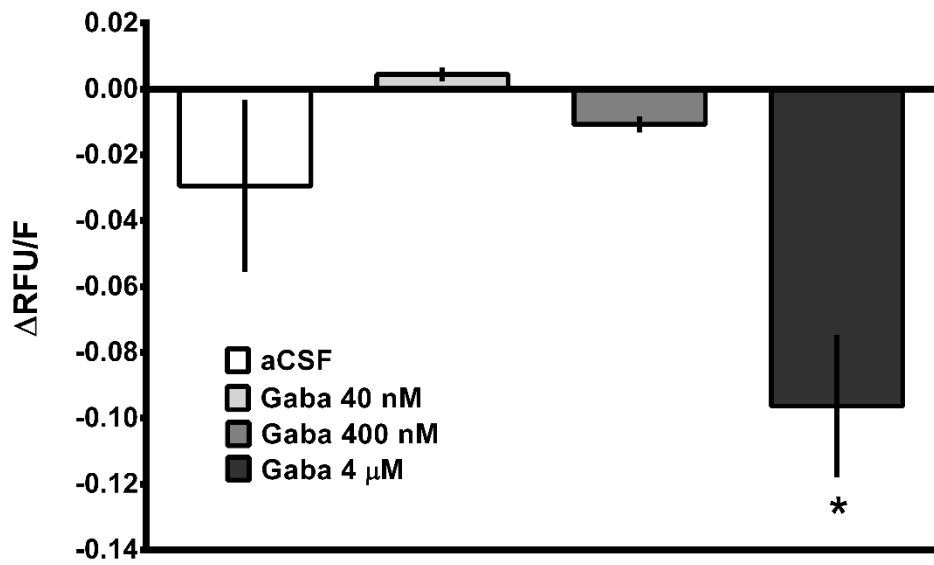 0.02
0.00
-0.02
-0.04
-0.06
-0.08
-0.10
-0.12
-0.14
ΔRFU/F
aCSF
Gaba 40 nM
Gaba 400 nM
Gaba 4 μM
*